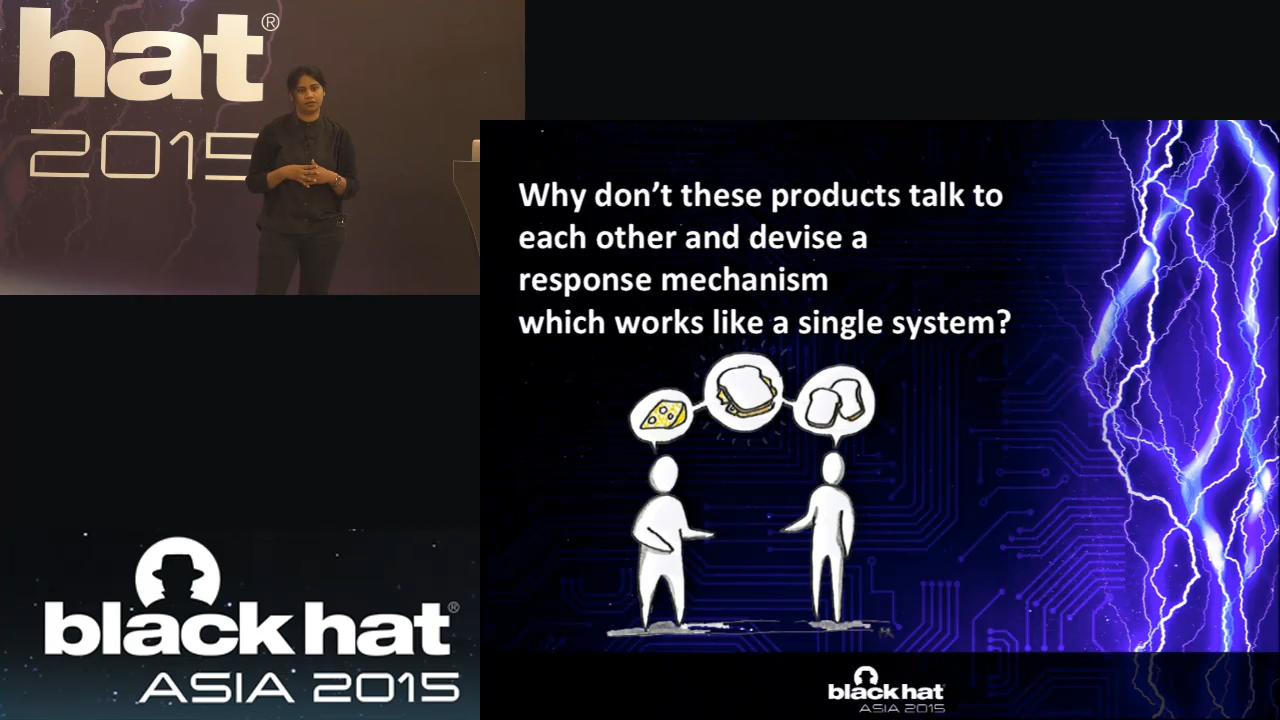 hat®
2015
Why don't these products talk to
each other and devise a
response mechanism
which works like a single system?
black hat®
ASIA 2015
black hat
ASIA 2015